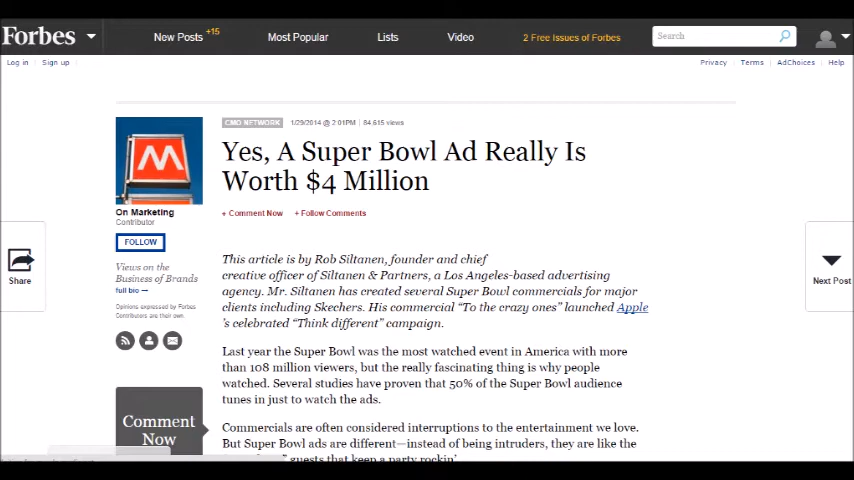 Forbes
New Posts +15
Most Popular
Lists
Video
2 Free Issues of Forbes
Search
Log in | Sign up |
Privacy | Terms | AdChoices | Help
CMO NETWORK 1/29/2014 @ 2:01PM | 84,615 views
Yes, A Super Bowl Ad Really Is
Worth $4 Million
+ Comment Now + Follow Comments
M
On Marketing
Contributor
FOLLOW
Views on the
Business of Brands
full bio →
Opinions expressed by Forbes
Contributors are their own.
Share
Next Post
Comment
Now
This article is by Rob Siltanen, founder and chief
creative officer of Siltanen & Partners, a Los Angeles-based advertising
agency. Mr. Siltanen has created several Super Bowl commercials for major
clients including Skechers. His commercial “To the crazy ones” launched Apple
’s celebrated “Think different” campaign.
Last year the Super Bowl was the most watched event in America with more
than 108 million viewers, but the really fascinating thing is why people
watched. Several studies have proven that 50% of the Super Bowl audience
tunes in just to watch the ads.
Commercials are often considered interruptions to the entertainment we love.
But Super Bowl ads are different—instead of being intruders, they are like the
guests that keep a party rockin’